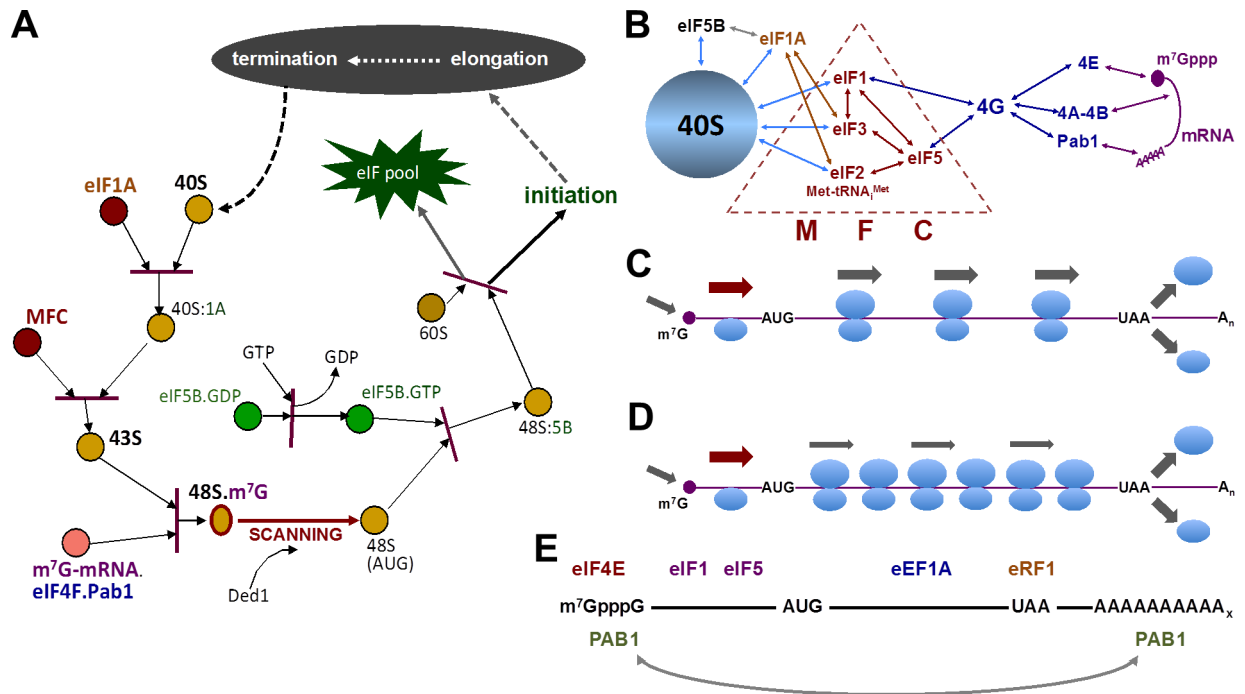 A
termination
elongation
eIF pool
initiation
eIF1A
40S
40S:1A
MFC
60S
GTP
GDP
eIF5B.GDP
eIF5B.GTP
48S:5B
43S
48S.m⁷G
SCANNING
48S
(AUG)
m⁷G-mRNA.
eIF4F.Pab1
Ded1
B
eIF5B
eIF1A
40S
eIF1
eIF3
eIF5
eIF2
Met-tRNAᵢᴹᵉᵗ
M F C
4G
4E
4A-4B
Pab1
m⁷Gppp
mRNA
AAAAA
C
m⁷G
AUG
UAA
Aₙ
D
m⁷G
AUG
UAA
Aₙ
E
eIF4E eIF1 eIF5 eEF1A eRF1
m⁷GpppG AUG UAA AAAAAAAAAAₓ
PAB1 PAB1